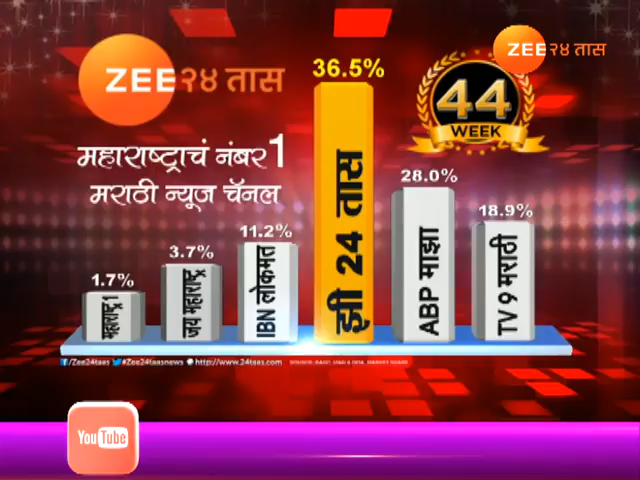 ZEE २४ तास
ZEE २४ तास
महाराष्ट्राचं नंबर 1
मराठी न्यूज चॅनल
44
WEEK
1.7%
महाराष्ट्र 1
3.7%
जय महाराष्ट्र
11.2%
IBN लोकमत
36.5%
झी 24 तास
28.0%
ABP माझा
18.9%
TV 9 मराठी
/Zee24taas #Zee24taasnews http://www.24taas.com
YouTube